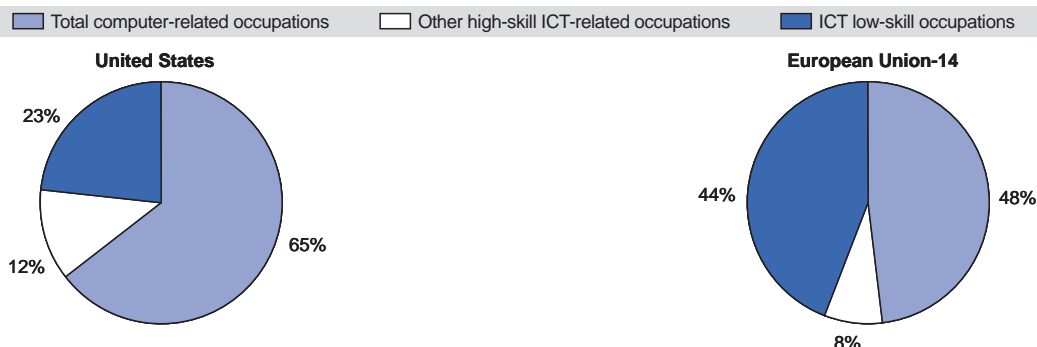 Total computer-related occupations Other high-skill ICT-related occupations ICT low-skill occupations
United States European Union-14
23%
44% 48%
65%
12%
8%